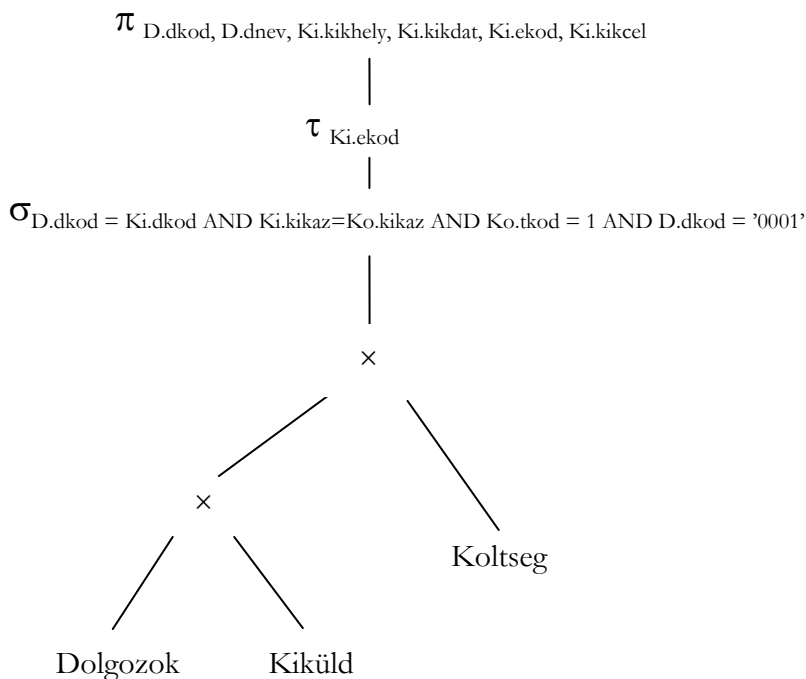 π D.dkod, D.dnev, Ki.kikhely, Ki.kikdat, Ki.ekod, Ki.kikcel
τ Ki.ekod
σD.dkod = Ki.dkod AND Ki.kikaz=Ko.kikaz AND Ko.tkod = 1 AND D.dkod = ’0001’
×
×
Koltseg
Dolgozok Kiküld